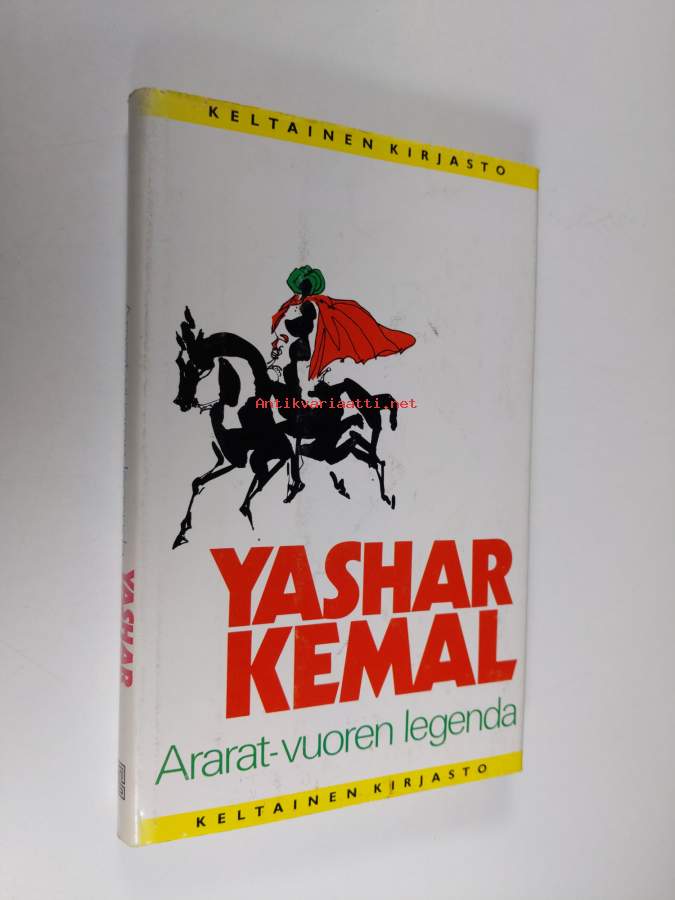 KELTAINEN KIRJASTO
Antikvariaatti.net
YASHAR
KEMAL
Ararat-vuoren legenda
KELTAINEN KIRJASTO
YASHAR